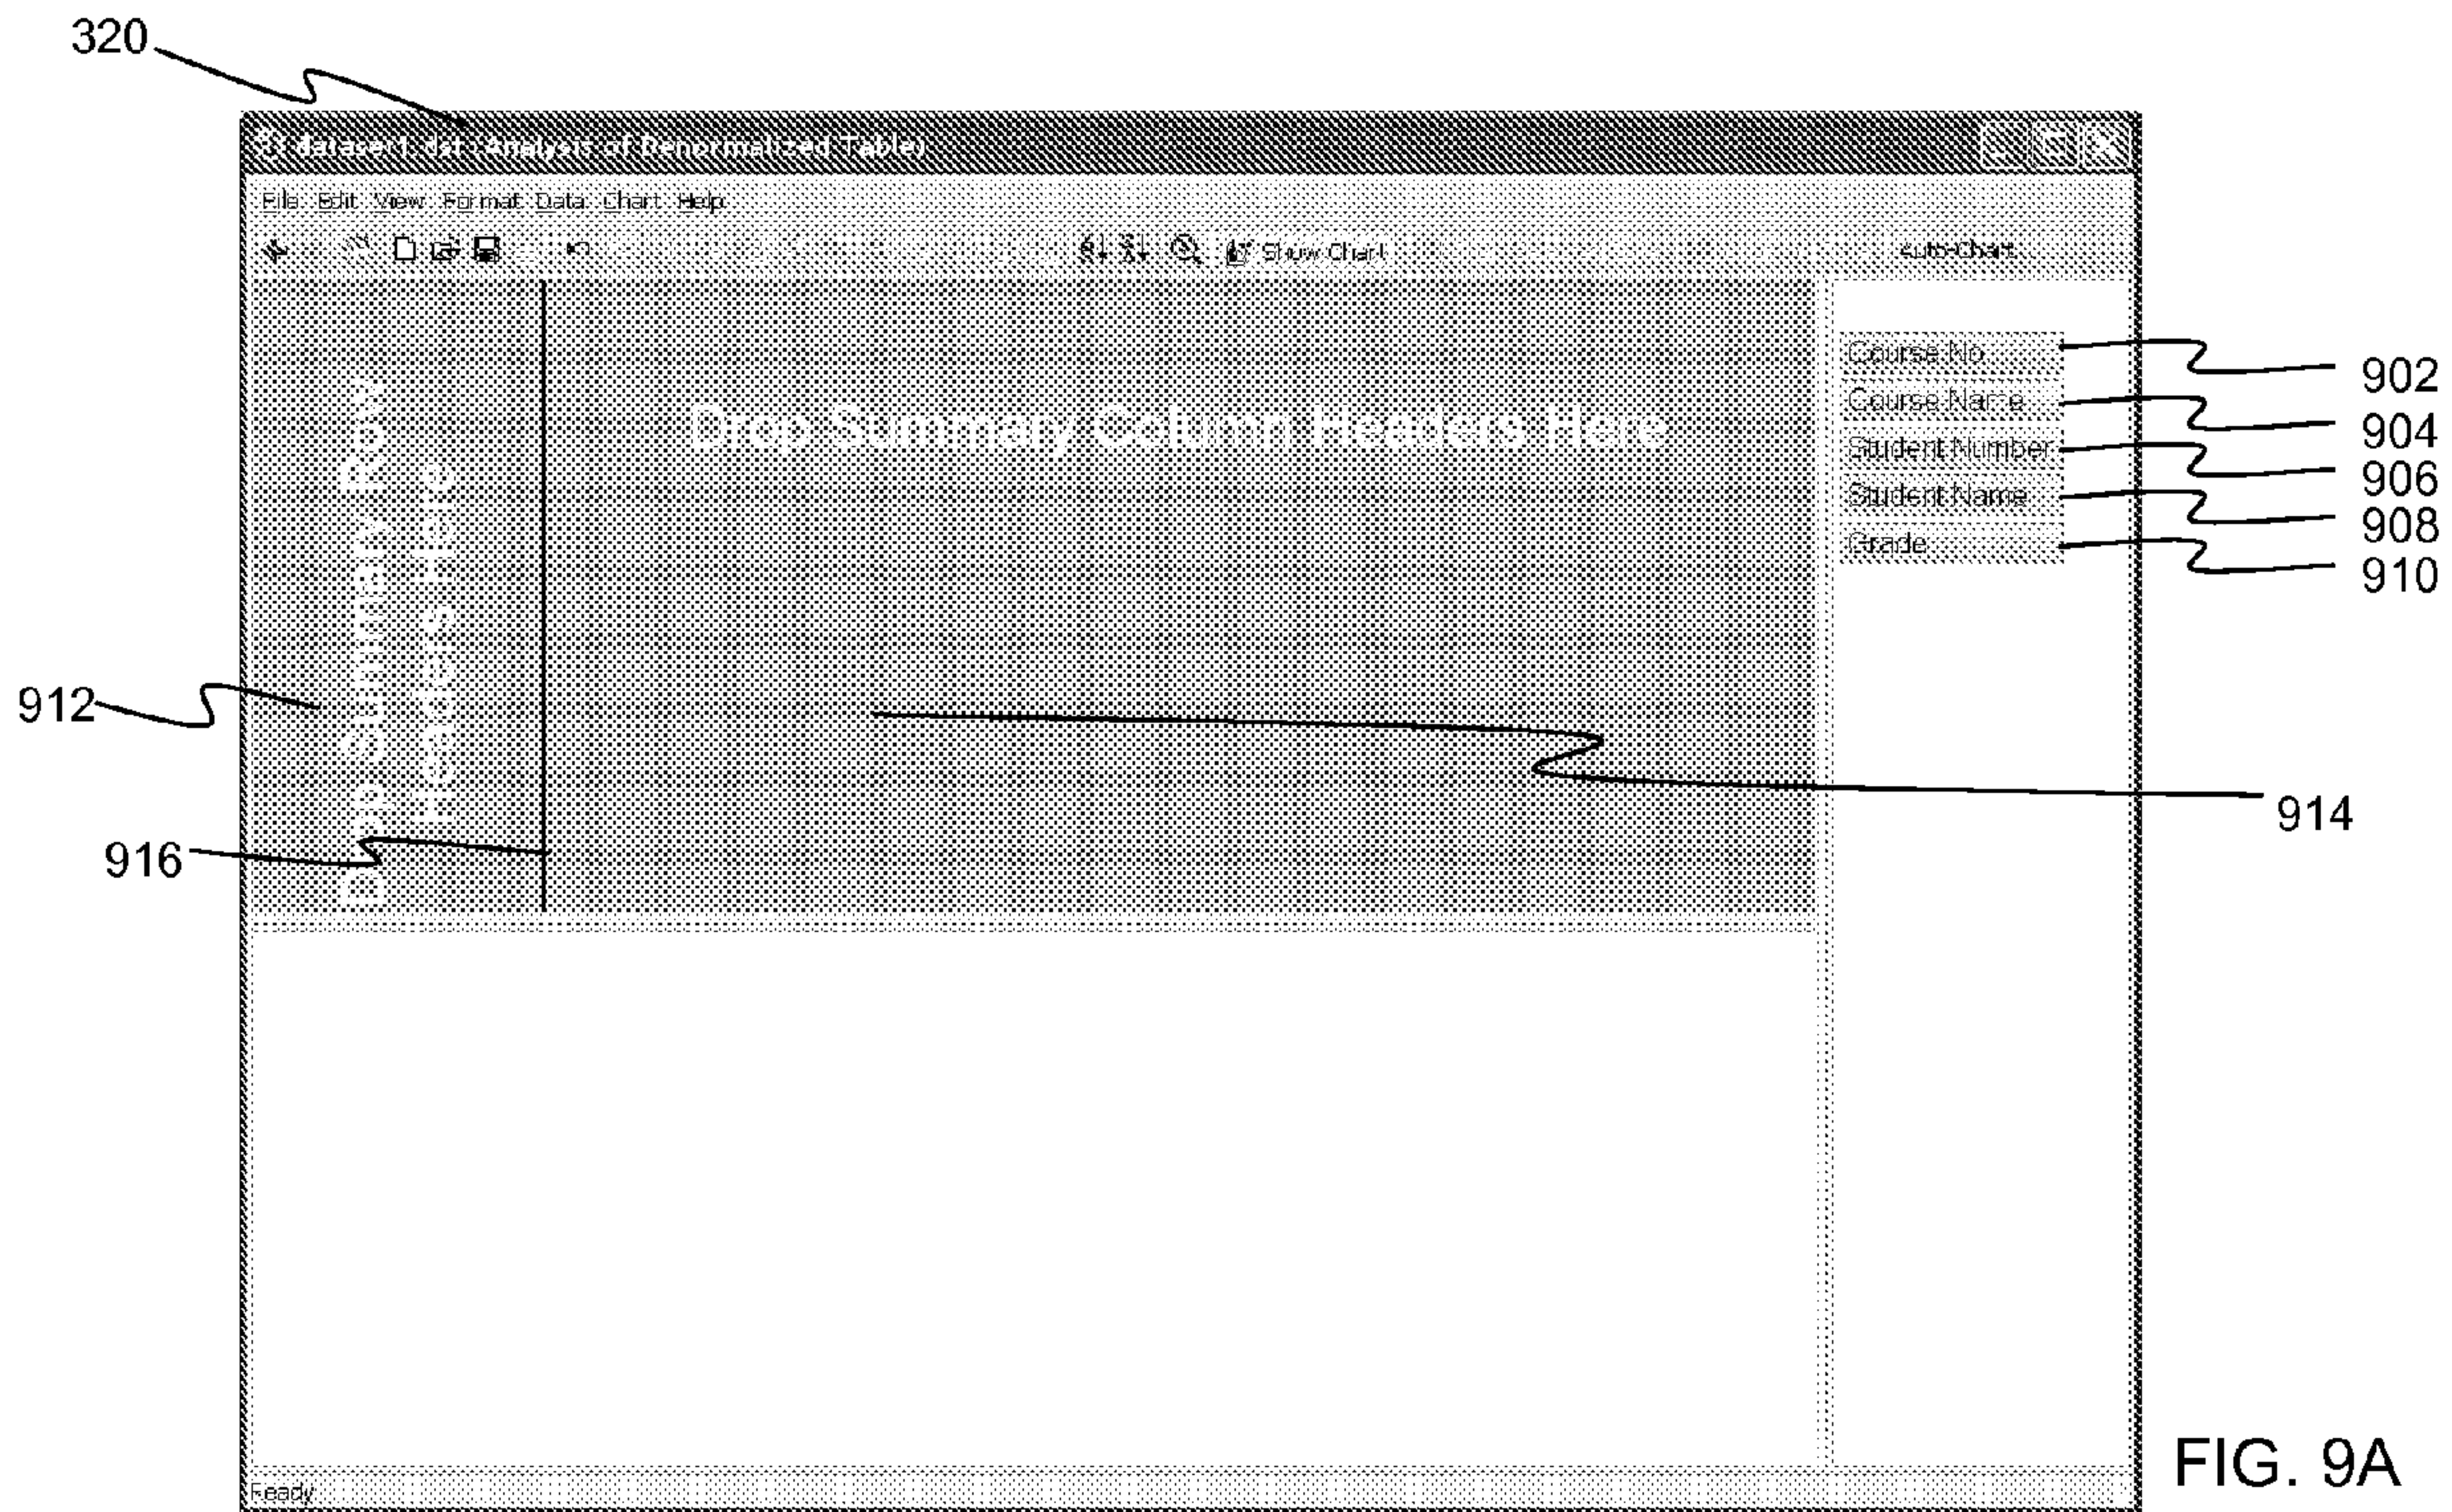 320
dataset1.dst (Analysis of Denormalized Table)
File Edit View Format Data Chart Help
Show Chart
Auto-Chart
Course No
Course Name
Student Number
Student Name
Grade
902
904
906
908
910
Drop Summary Row
Headers Here
Drop Summary Column Headers Here
912
914
916
Ready
FIG. 9A